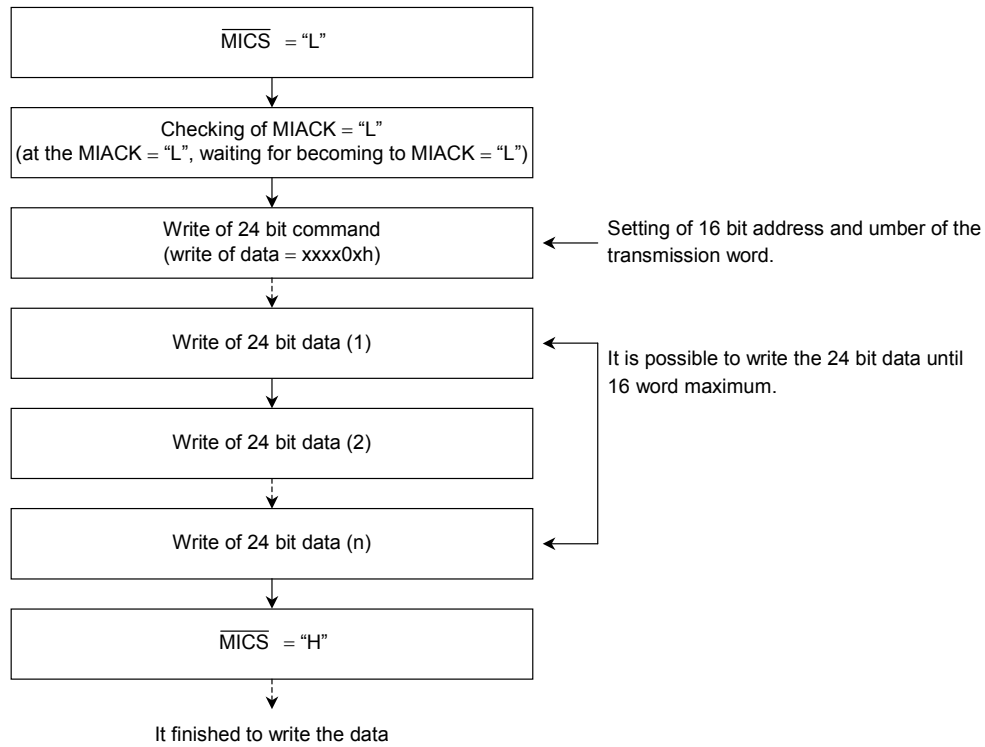 MICS = “L”
Checking of MIACK = “L”
(at the MIACK = “L”, waiting for becoming to MIACK = “L”)
Write of 24 bit command
(write of data = xxxx0xh)
Setting of 16 bit address and umber of the
transmission word.
Write of 24 bit data (1)
It is possible to write the 24 bit data until
16 word maximum.
Write of 24 bit data (2)
Write of 24 bit data (n)
MICS = “H”
It finished to write the data